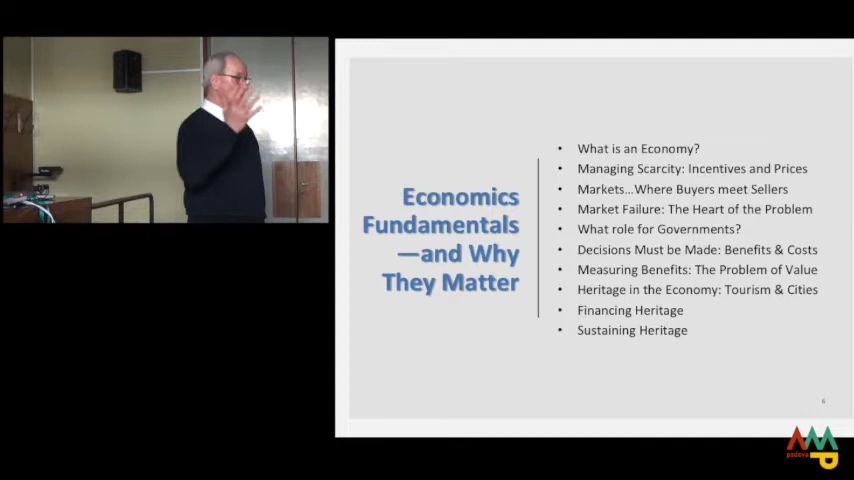 Economics
Fundamentals
—and Why
They Matter
• What is an Economy?
• Managing Scarcity: Incentives and Prices
• Markets...Where Buyers meet Sellers
• Market Failure: The Heart of the Problem
• What role for Governments?
• Decisions Must be Made: Benefits & Costs
• Measuring Benefits: The Problem of Value
• Heritage in the Economy: Tourism & Cities
• Financing Heritage
• Sustaining Heritage
6
AMP
padova